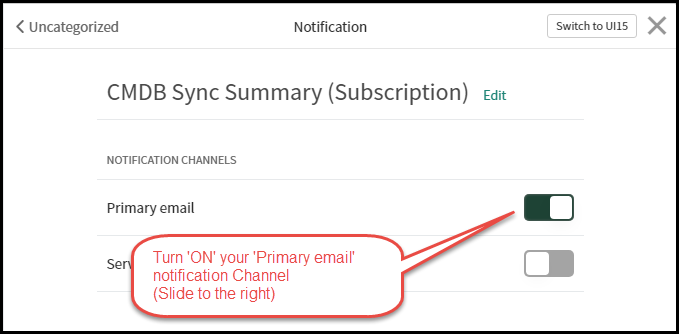 Uncategorized
Notification
Switch to UI15
CMDB Sync Summary (Subscription) Edit
NOTIFICATION CHANNELS
Primary email
Turn 'ON' your 'Primary email'
notification Channel
(Slide to the right)